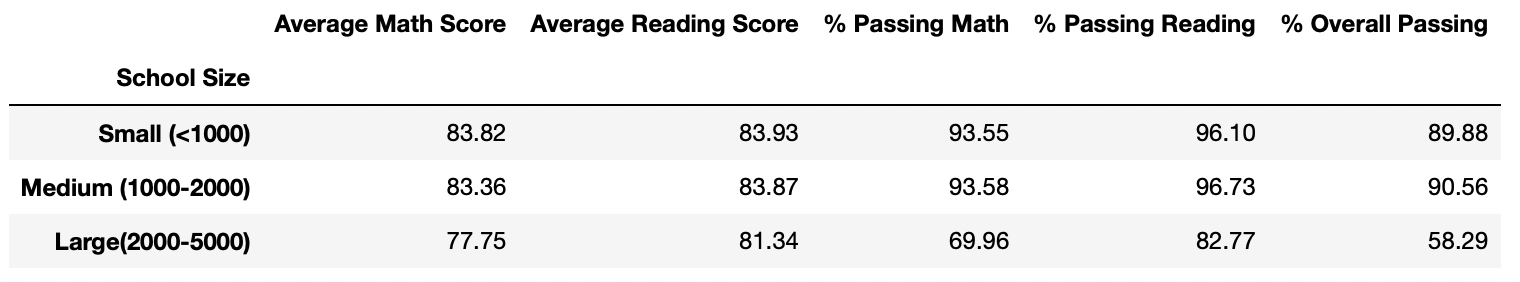 Average Math Score Average Reading Score % Passing Math % Passing Reading % Overall Passing
School Size
Small (<1000) 83.82 83.93 93.55 96.10 89.88
Medium (1000-2000) 83.36 83.87 93.58 96.73 90.56
Large(2000-5000) 77.75 81.34 69.96 82.77 58.29